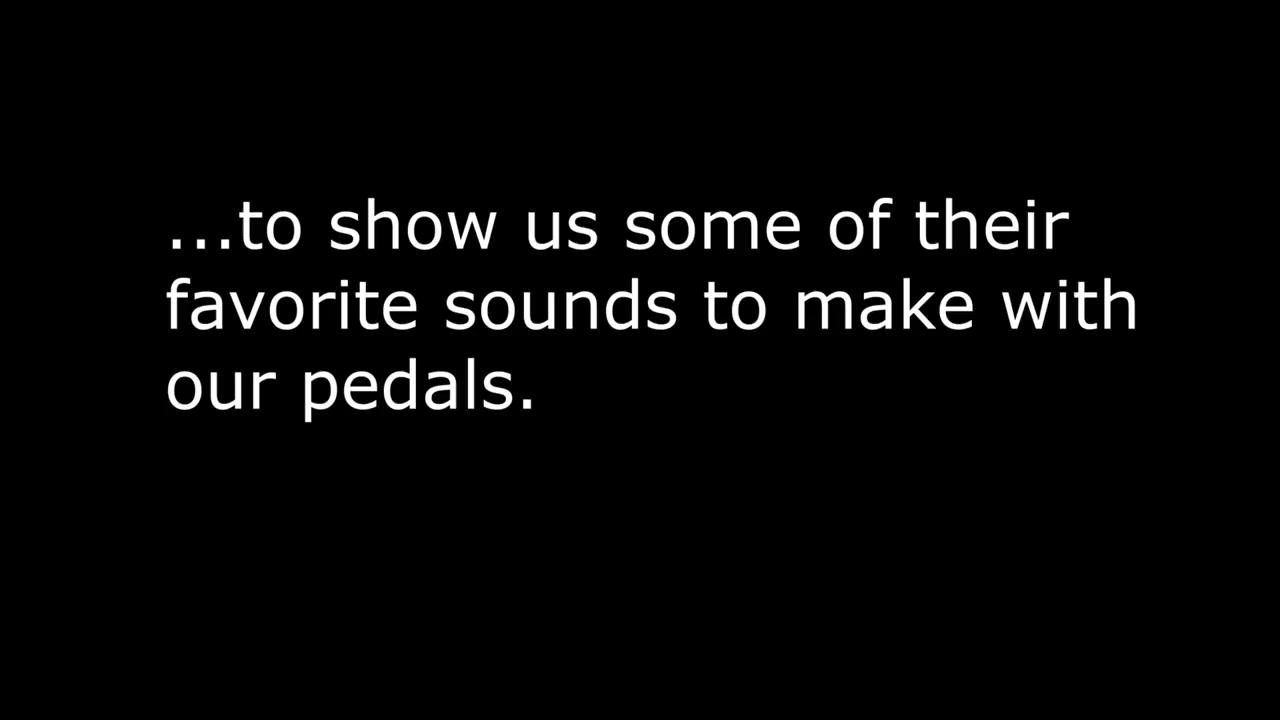 ...to show us some of their
favorite sounds to make with
our pedals.